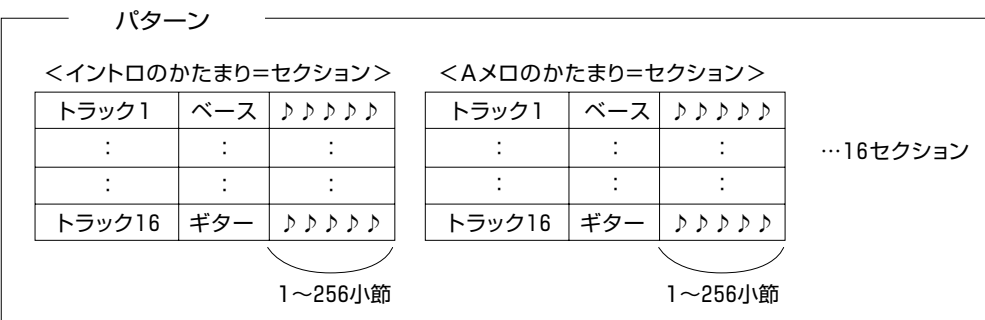 パターン
＜イントロのかたまり=セクション＞ ＜Aメロのかたまり=セクション＞
トラック1 ベース ♪♪♪♪♪ トラック1 ベース ♪♪♪♪♪
： ： ： ： ： ： …16セクション
： ： ： ： ： ：
トラック16 ギター ♪♪♪♪♪ トラック16 ギター ♪♪♪♪♪
1～256小節 1～256小節